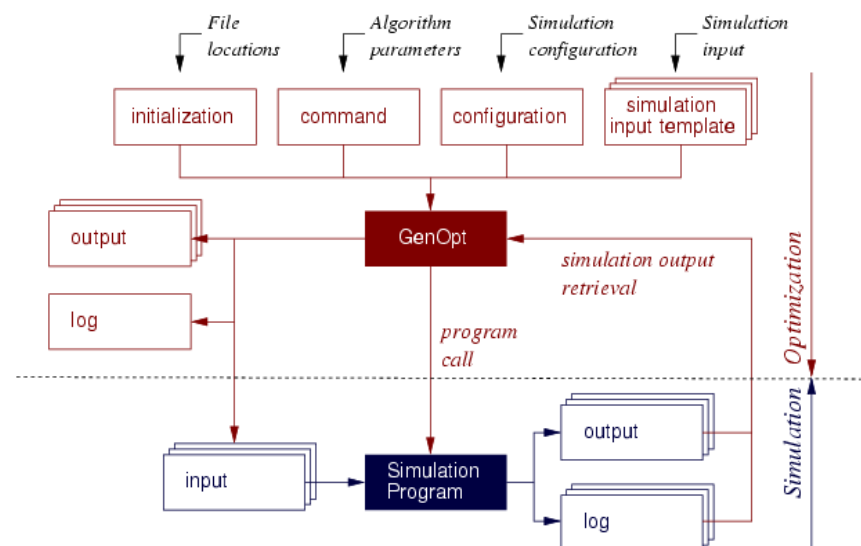 File
locations
Algorithm
parameters
Simulation
configuration
Simulation
input
initialization
command
configuration
simulation
input template
output
GenOpt
simulation output
retrieval
log
program
call
Optimization
Simulation
input
Simulation
Program
output
log